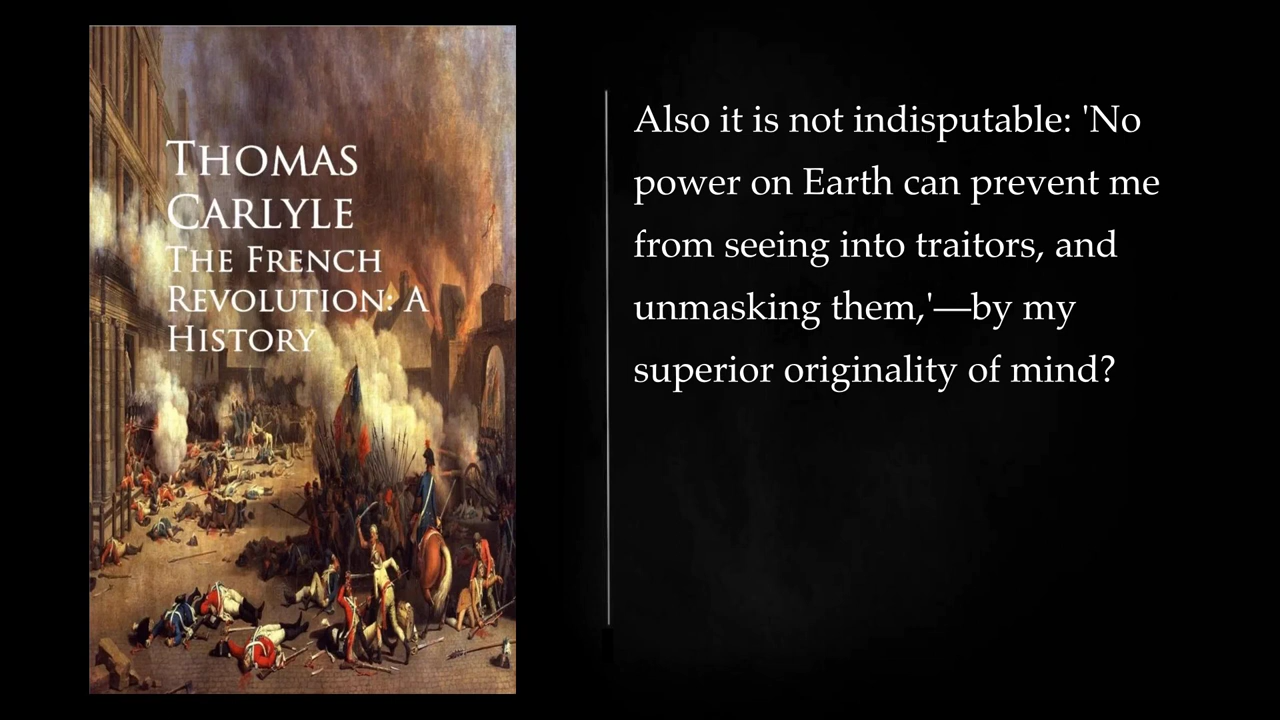 THOMAS
CARLYLE
THE FRENCH
REVOLUTION: A
HISTORY
Also it is not indisputable: 'No
power on Earth can prevent me
from seeing into traitors, and
unmasking them,'—by my
superior originality of mind?